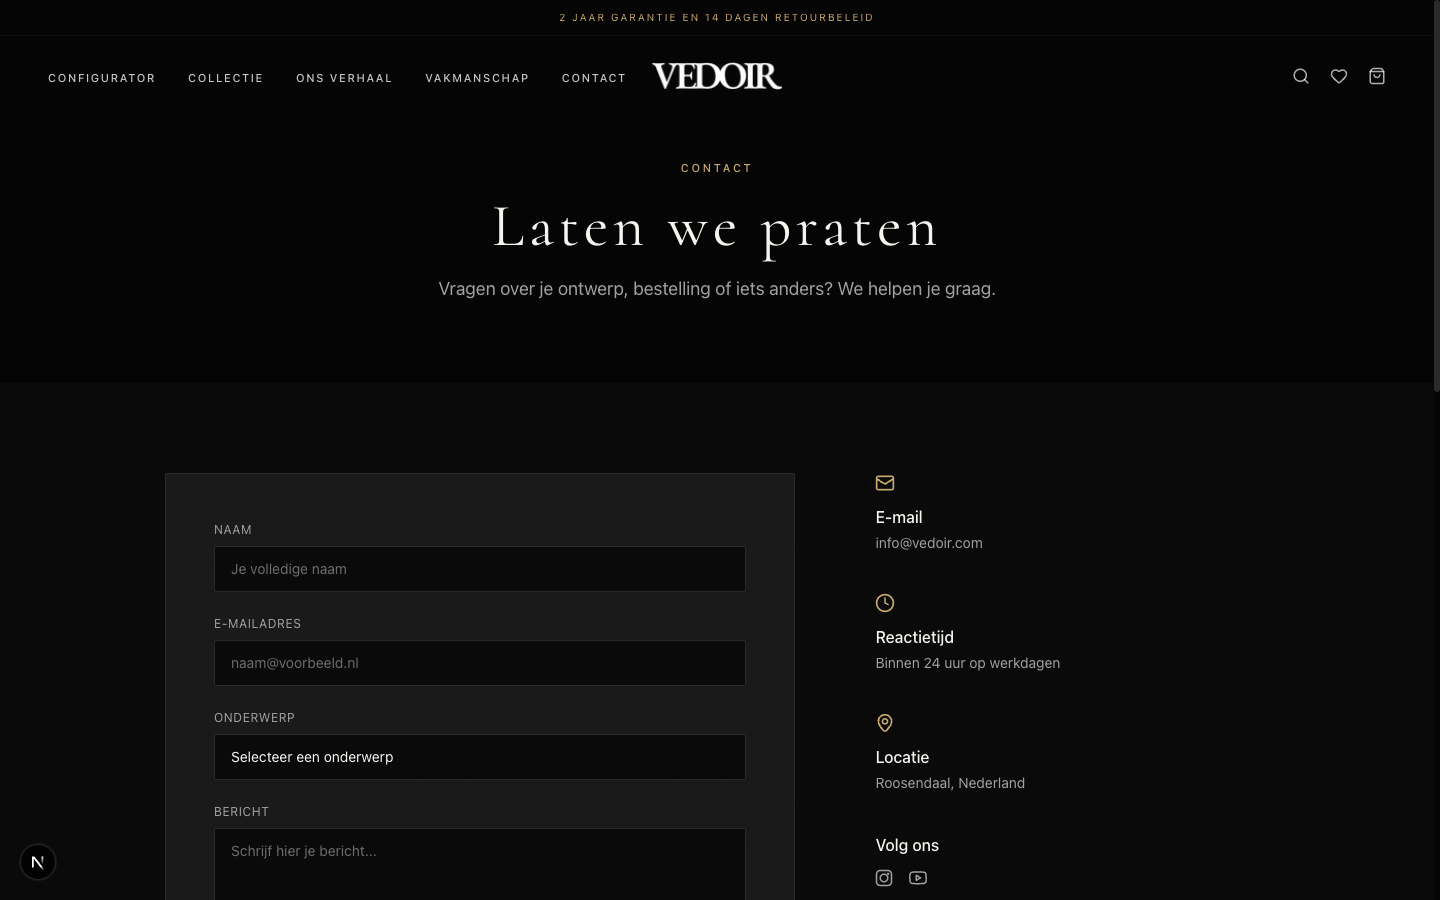 2 JAAR GARANTIE EN 14 DAGEN RETOURBELEID
CONFIGURATOR COLLECTIE ONS VERHAAL VAKMANSCHAP CONTACT VEDOIR
CONTACT
Laten we praten
Vragen over je ontwerp, bestelling of iets anders? We helpen je graag.
NAAM
Je volledige naam
E-MAILADRES
naam@voorbeeld.nl
ONDERWERP
Selecteer een onderwerp
BERICHT
Schrijf hier je bericht...
E-mail
info@vedoir.com
Reactietijd
Binnen 24 uur op werkdagen
Locatie
Roosendaal, Nederland
Volg ons
N